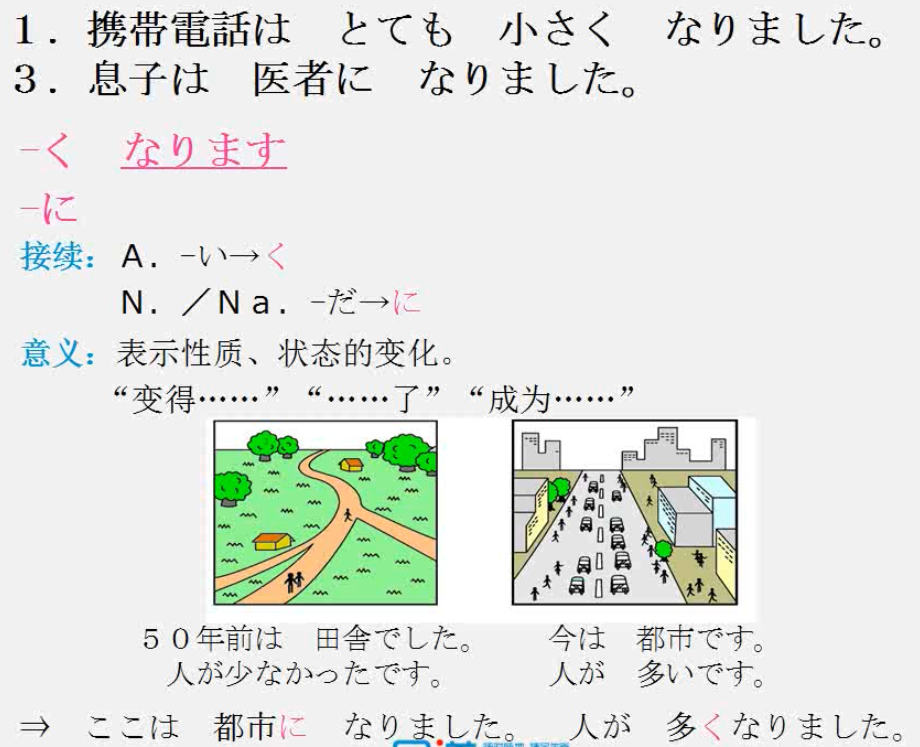 １．携帯電話は　とても　小さく　なりました。
３．息子は　医者に　なりました。
-く　なります
-に
接续：Ａ．-い→く
Ｎ．／Ｎａ．-だ→に
意义：表示性质、状态的变化。
“变得……”“……了”“成为……”
５０年前は　田舎でした。　今は　都市です。
人が少なかったです。　人が　多いです。
⇒　ここは　都市に　なりました。　人が　多くなりました。